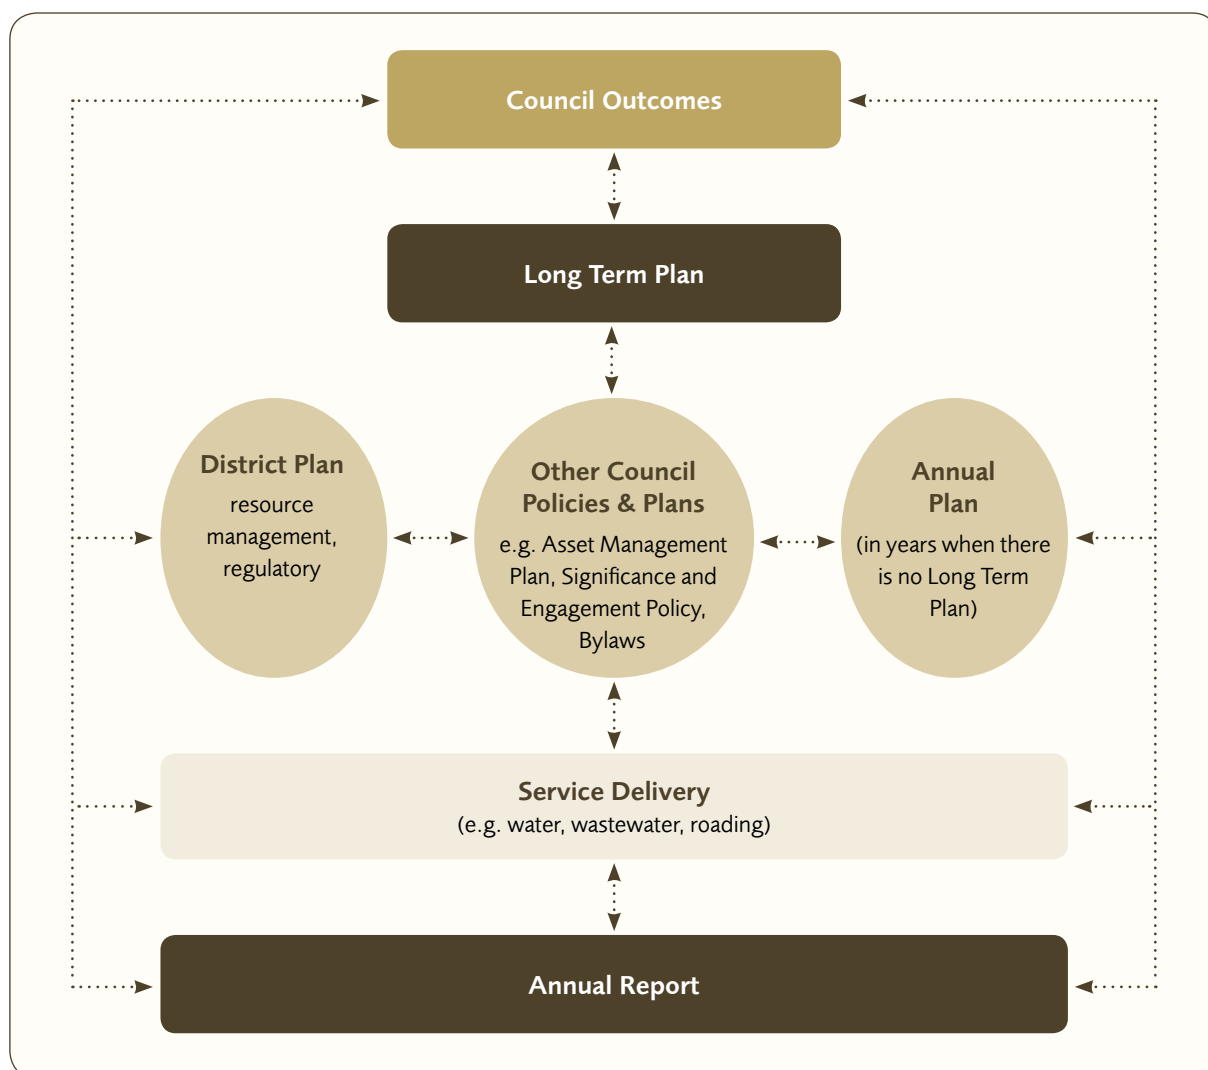 Council Outcomes
Long Term Plan
District Plan
resource
management,
regulatory
Other Council
Policies & Plans
e.g. Asset Management
Plan, Significance and
Engagement Policy,
Bylaws
Annual
Plan
(in years when there
is no Long Term
Plan)
Service Delivery
(e.g. water, wastewater, roading)
Annual Report